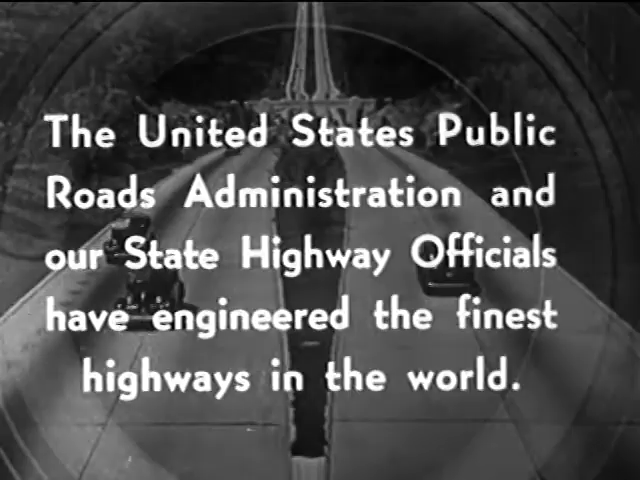 The United States Public
Roads Administration and
our State Highway Officials
have engineered the finest
highways in the world.